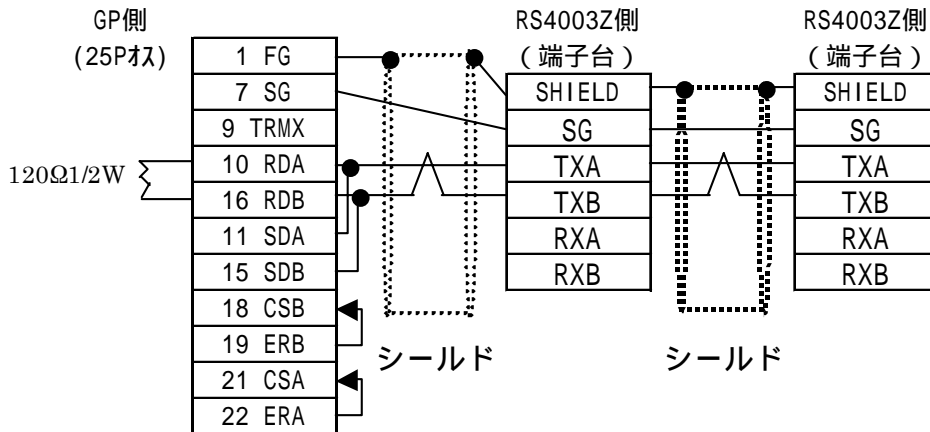 GP側
(25Pオス)
1 FG
7 SG
9 TRMX
10 RDA
16 RDB
11 SDA
15 SDB
18 CSB
19 ERB
21 CSA
22 ERA
120Ω1/2W
シールド
RS4003Z側
(端子台)
SHIELD
SG
TXA
TXB
RXA
RXB
シールド
RS4003Z側
(端子台)
SHIELD
SG
TXA
TXB
RXA
RXB